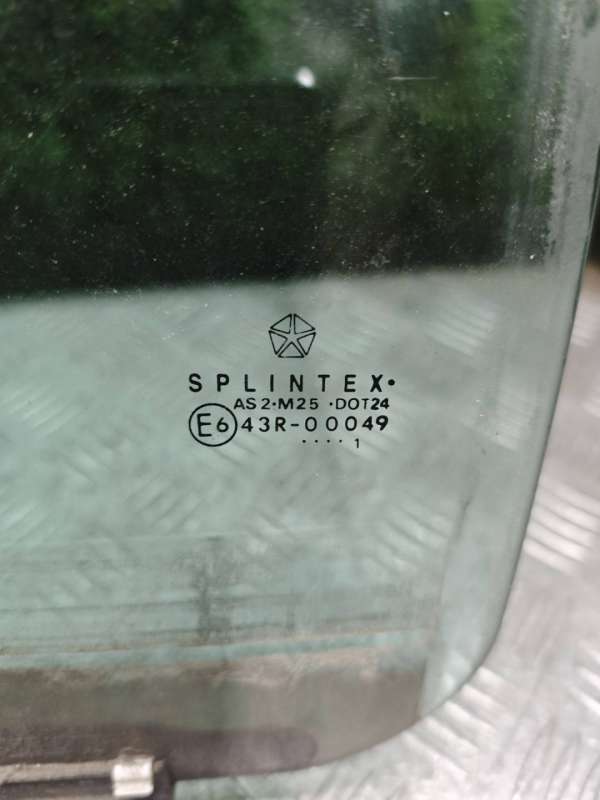 SPLINTEX•
AS2•M25 •DOT24
E6 43R-00049
.... 1